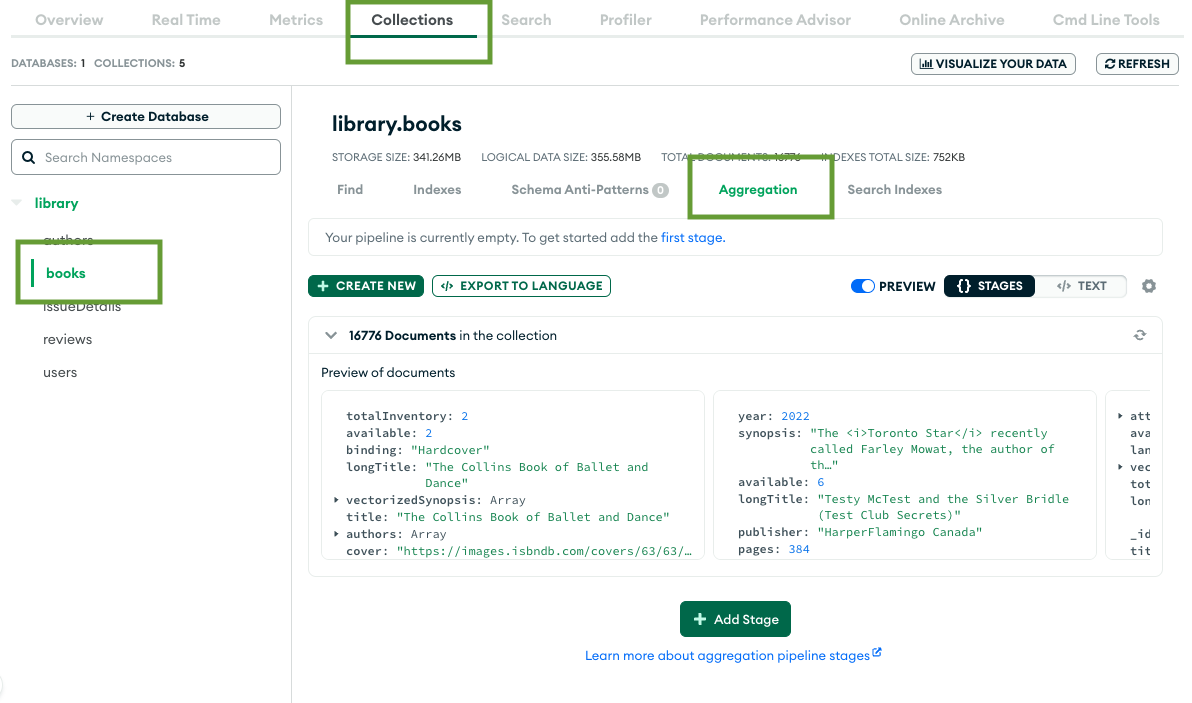 Overview Real Time Metrics Collections Search Profiler Performance Advisor Online Archive Cmd Line Tools
DATABASES: 1 COLLECTIONS: 5
VISUALIZE YOUR DATA
REFRESH
+ Create Database
Search Namespaces
library
authors
books
issueDetails
reviews
users
library.books
STORAGE SIZE: 341.26MB LOGICAL DATA SIZE: 355.58MB TOTAL DOCUMENTS: 16776 INDEXES TOTAL SIZE: 752KB
Find Indexes Schema Anti-Patterns 0 Aggregation Search Indexes
Your pipeline is currently empty. To get started add the first stage.
+ CREATE NEW
</> EXPORT TO LANGUAGE
PREVIEW
{} STAGES
</> TEXT
16776 Documents in the collection
Preview of documents
totalInventory: 2
available: 2
binding: "Hardcover"
longTitle: "The Collins Book of Ballet and
Dance"
vectorizedSynopsis: Array
title: "The Collins Book of Ballet and Dance"
authors: Array
cover: "https://images.isbndb.com/covers/63/63/…
year: 2022
synopsis: "The <i>Toronto Star</i> recently
called Farley Mowat, the author of
th…"
available: 6
longTitle: "Testy McTest and the Silver Bridle
(Test Club Secrets)"
publisher: "HarperFlamingo Canada"
pages: 384
att
ava
lan
vec
tot
lon
_id
tit
+ Add Stage
Learn more about aggregation pipeline stages